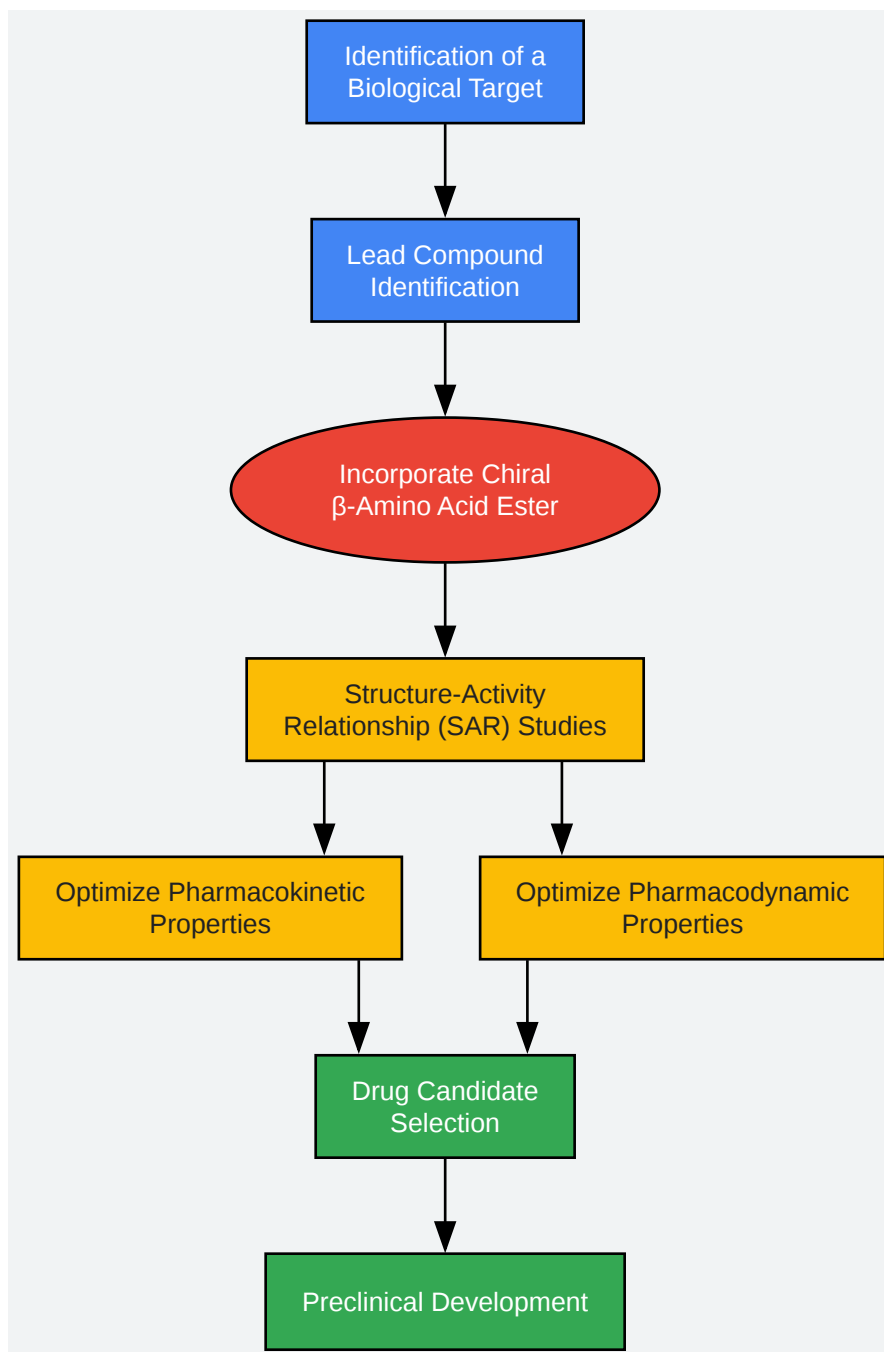 Identification of a
Biological Target
Lead Compound
Identification
Incorporate Chiral
β-Amino Acid Ester
Structure-Activity
Relationship (SAR) Studies
Optimize Pharmacokinetic
Properties
Optimize Pharmacodynamic
Properties
Drug Candidate
Selection
Preclinical Development